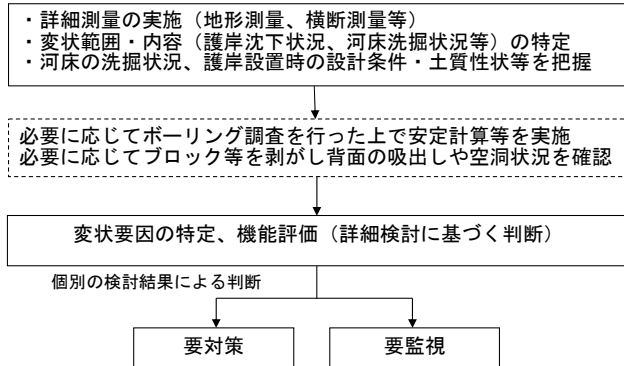 ・詳細測量の実施（地形測量、横断測量等）
・変状範囲・内容（護岸沈下状況、河床洗掘状況等）の特定
・河床の洗掘状況、護岸設置時の設計条件・土質性状等を把握
必要に応じてボーリング調査を行った上で安定計算等を実施
必要に応じてブロック等を剥がし背面の吸出しや空洞状況を確認
変状要因の特定、機能評価（詳細検討に基づく判断）
個別の検討結果による判断
要対策
要監視